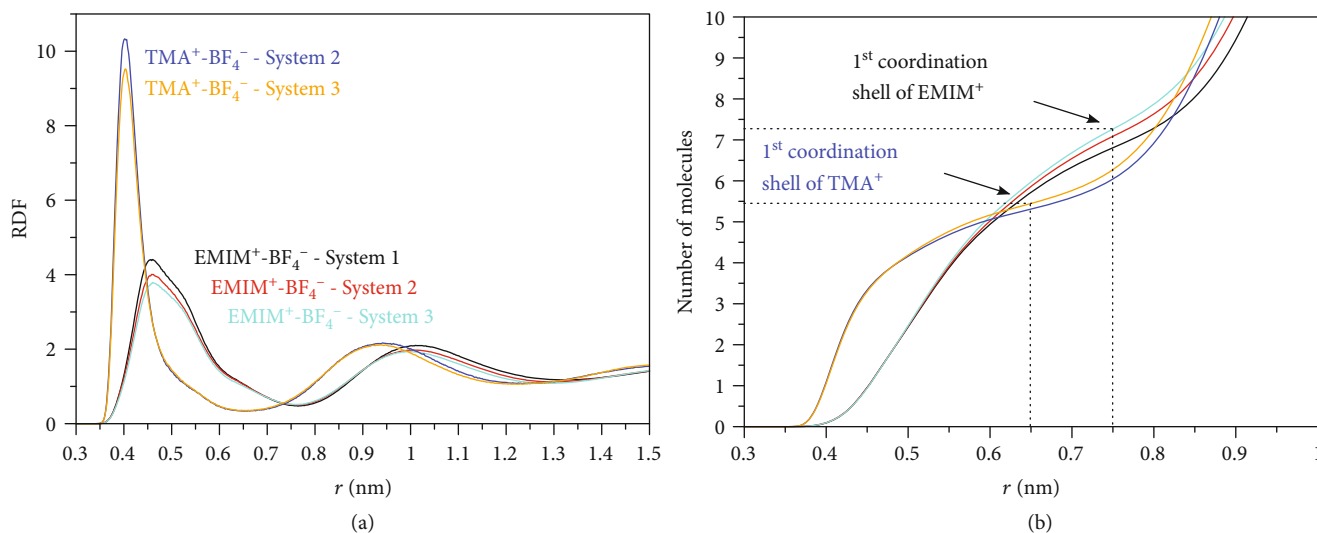 10
8
6
4
2
0
RDF
TMA⁺-BF₄⁻ - System 2
TMA⁺-BF₄⁻ - System 3
EMIM⁺-BF₄⁻ - System 1
EMIM⁺-BF₄⁻ - System 2
EMIM⁺-BF₄⁻ - System 3
0.3 0.4 0.5 0.6 0.7 0.8 0.9 1 1.1 1.2 1.3 1.4 1.5
r (nm)
(a)
10
9
8
7
6
5
4
3
2
1
0
Number of molecules
1ˢᵗ coordination
shell of EMIM⁺
1ˢᵗ coordination
shell of TMA⁺
0.3 0.4 0.5 0.6 0.7 0.8 0.9 1
r (nm)
(b)